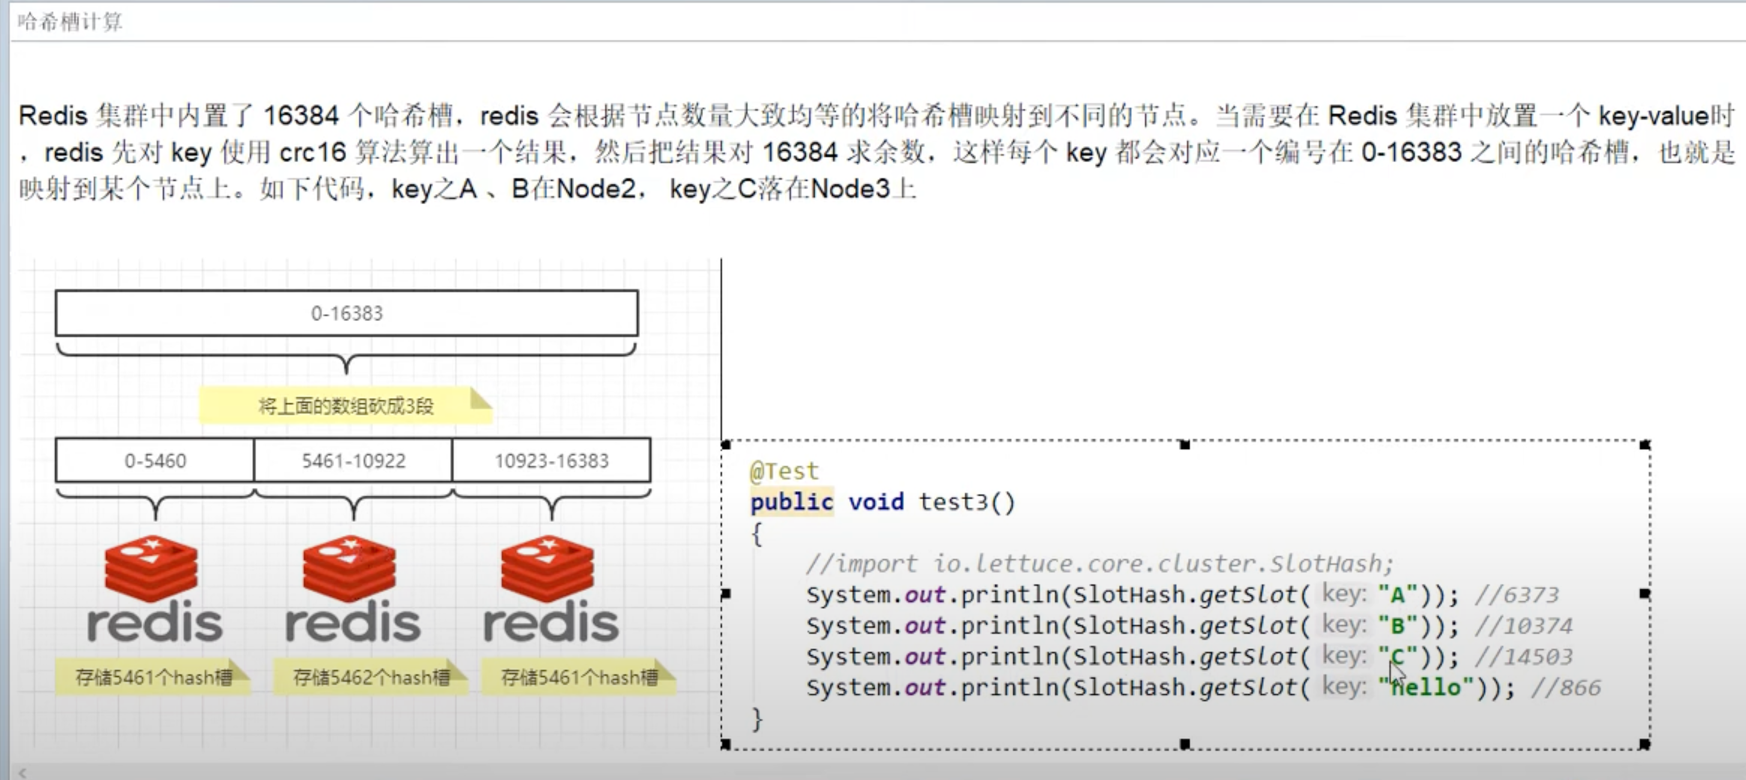 哈希槽计算
Redis 集群中内置了 16384 个哈希槽，redis 会根据节点数量大致均等的将哈希槽映射到不同的节点。当需要在 Redis 集群中放置一个 key-value时
，redis 先对 key 使用 crc16 算法算出一个结果，然后把结果对 16384 求余数，这样每个 key 都会对应一个编号在 0-16383 之间的哈希槽，也就是
映射到某个节点上。如下代码，key之A 、B在Node2， key之C落在Node3上
0-16383
将上面的数组砍成3段
0-5460 5461-10922 10923-16383
redis redis redis
存储5461个hash槽 存储5462个hash槽 存储5461个hash槽
@Test
public void test3()
{
//import io.lettuce.core.cluster.SlotHash;
System.out.println(SlotHash.getSlot( key: "A")); //6373
System.out.println(SlotHash.getSlot( key: "B")); //10374
System.out.println(SlotHash.getSlot( key: "C")); //14503
System.out.println(SlotHash.getSlot( key: "hello")); //866
}